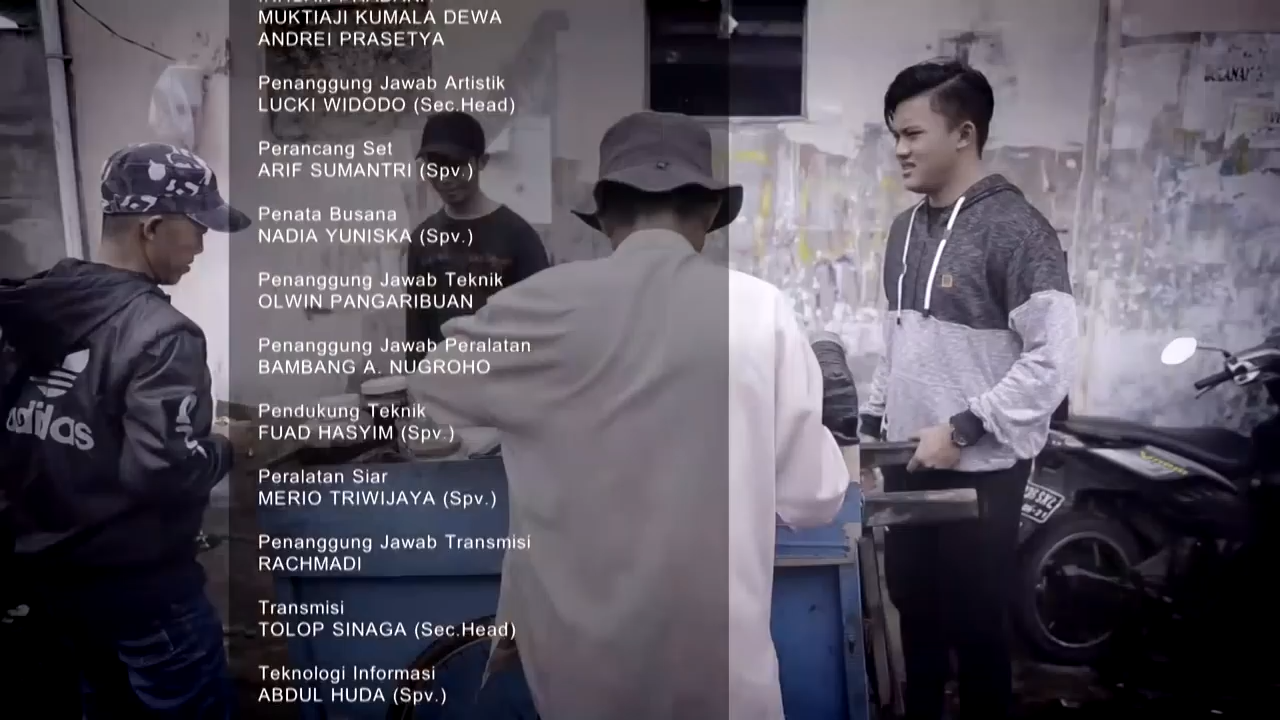 MUKTIAJI KUMALA DEWA
ANDREI PRASETYA
Penanggung Jawab Artistik
LUCKI WIDODO (Sec.Head)
Perancang Set
ARIF SUMANTRI (Spv.)
Penata Busana
NADIA YUNISKA (Spv.)
Penanggung Jawab Teknik
OLWIN PANGARIBUAN
Penanggung Jawab Peralatan
BAMBANG A. NUGROHO
Pendukung Teknik
FUAD HASYIM (Spv.)
Peralatan Siar
MERIO TRIWIJAYA (Spv.)
Penanggung Jawab Transmisi
RACHMADI
Transmisi
TOLOP SINAGA (Sec.Head)
Teknologi Informasi
ABDUL HUDA (Spv.)
adidas